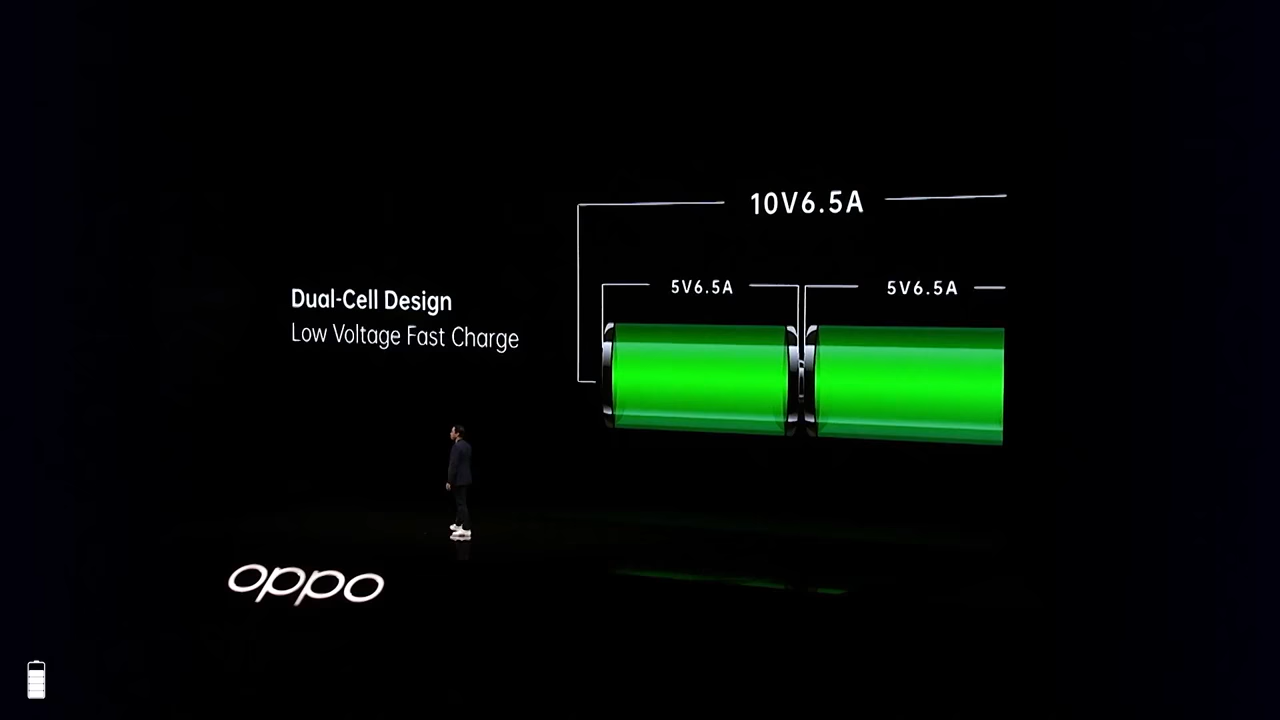 10V6.5A
5V6.5A 5V6.5A
Dual-Cell Design
Low Voltage Fast Charge
oppo